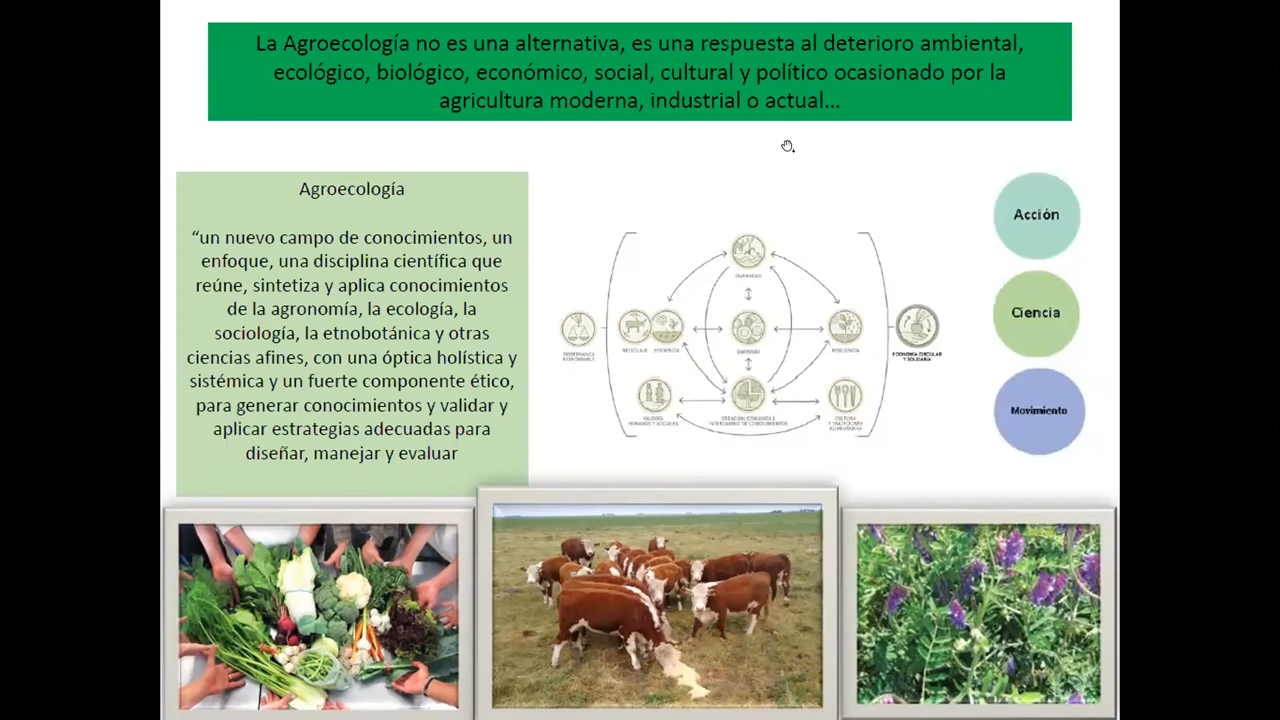 La Agroecología no es una alternativa, es una respuesta al deterioro ambiental,
ecológico, biológico, económico, social, cultural y político ocasionado por la
agricultura moderna, industrial o actual...
Agroecología
“un nuevo campo de conocimientos, un
enfoque, una disciplina científica que
reúne, sintetiza y aplica conocimientos
de la agronomía, la ecología, la
sociología, la etnobotánica y otras
ciencias afines, con una óptica holística y
sistémica y un fuerte componente ético,
para generar conocimientos y validar y
aplicar estrategias adecuadas para
diseñar, manejar y evaluar
DIVERSIDAD
GOBERNANZA
RESPONSABLE
RECICLAJE
EFICIENCIA
SINERGIAS
RESILIENCIA
ECONOMÍA CIRCULAR
Y SOLIDARIA
VALORES
HUMANOS Y SOCIALES
CREACIÓN CONJUNTA E
INTERCAMBIO DE CONOCIMIENTOS
CULTURA
Y TRADICIONES
ALIMENTARIAS
Acción
Ciencia
Movimiento